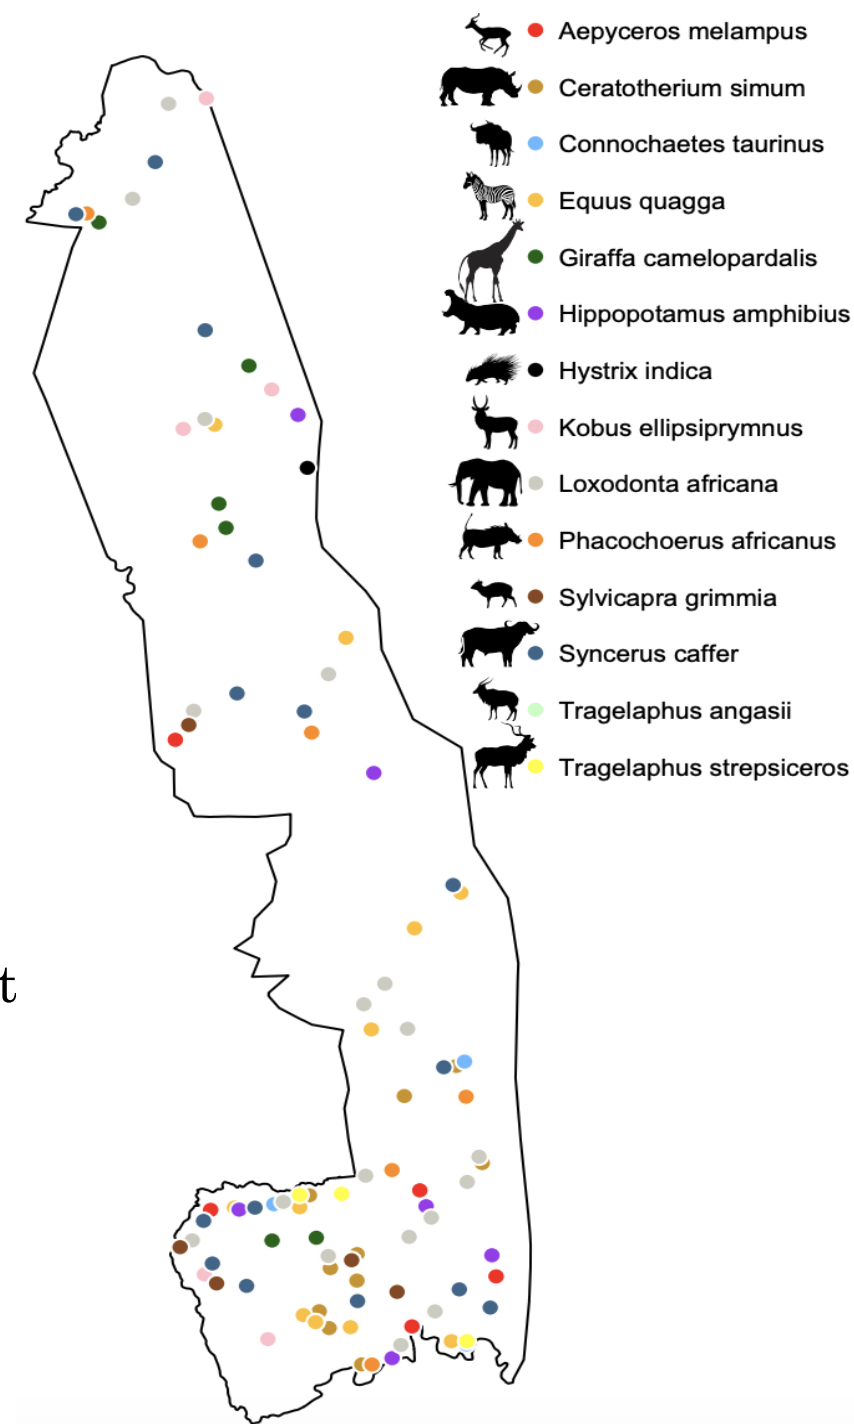 Aepyceros melampus
Ceratotherium simum
Connochaetes taurinus
Equus quagga
Giraffa camelopardalis
Hippopotamus amphibius
Hystrix indica
Kobus ellipsiprymnus
Loxodonta africana
Phacochoerus africanus
Sylvicapra grimmia
Syncerus caffer
Tragelaphus angasii
Tragelaphus strepsiceros
t